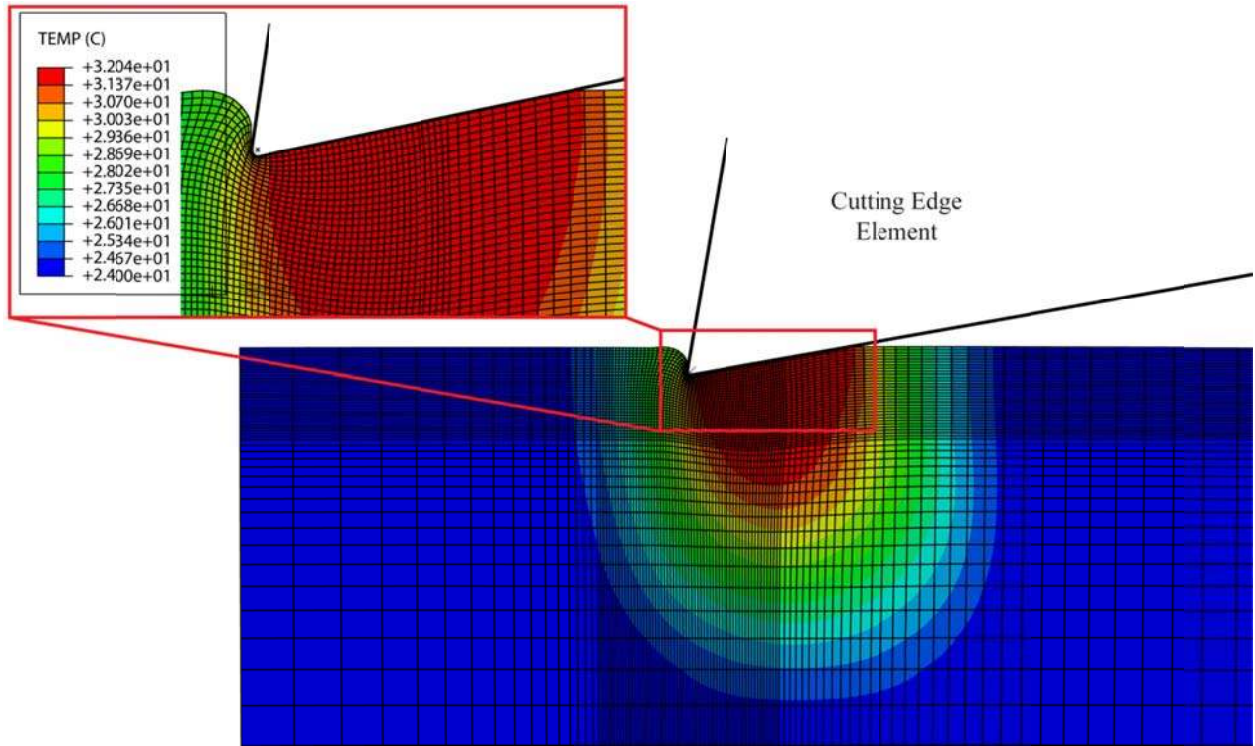 TEMP (C)
+3.204e+01
+3.137e+01
+3.070e+01
+3.003e+01
+2.936e+01
+2.869e+01
+2.802e+01
+2.735e+01
+2.668e+01
+2.601e+01
+2.534e+01
+2.467e+01
+2.400e+01
Cutting Edge
Element